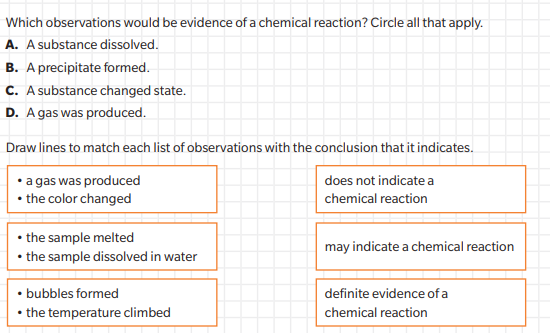 Which observations would be evidence of a chemical reaction? Circle all that apply.
A. A substance dissolved.
B. A precipitate formed.
C. A substance changed state.
D. A gas was produced.
Draw lines to match each list of observations with the conclusion that it indicates.
• a gas was produced
• the color changed
does not indicate a
chemical reaction
• the sample melted
• the sample dissolved in water
may indicate a chemical reaction
• bubbles formed
• the temperature climbed
definite evidence of a
chemical reaction